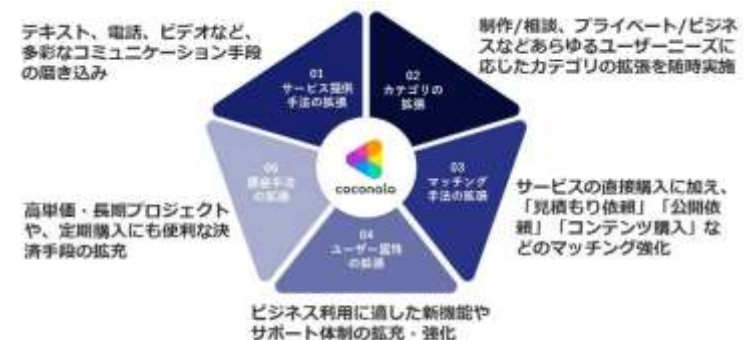 テキスト、電話、ビデオなど、
多彩なコミュニケーション手段
の磨き込み
制作/相談、プライベート/ビジネ
スなどあらゆるユーザーニーズに
応じたカテゴリの拡張を随時実施
01
サービス提供
手法の拡張
02
カテゴリの
拡張
03
マッチング
手法の拡張
04
ユーザー属性
の拡張
05
課金手法
の拡張
coconala
サービスの直接購入に加え、
「見積もり依頼」「公開依
頼」「コンテンツ購入」な
どのマッチング強化
高単価・長期プロジェクト
や、定期購入にも便利な決
済手段の拡充
ビジネス利用に適した新機能や
サポート体制の拡充・強化